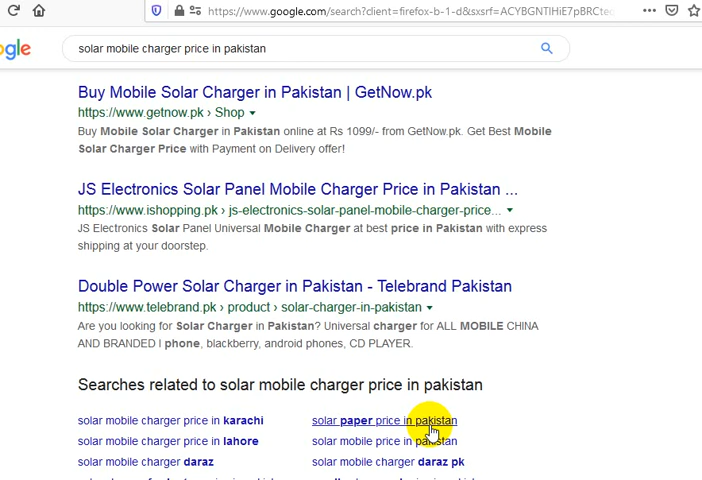 https://www.google.com/search?client=firefox-b-1-d&sxsrf=ACYBGNTIHiE7pBRCte
ogle
solar mobile charger price in pakistan
Buy Mobile Solar Charger in Pakistan | GetNow.pk
https://www.getnow.pk › Shop
Buy Mobile Solar Charger in Pakistan online at Rs 1099/- from GetNow.pk. Get Best Mobile
Solar Charger Price with Payment on Delivery offer!
JS Electronics Solar Panel Mobile Charger Price in Pakistan ...
https://www.ishopping.pk › js-electronics-solar-panel-mobile-charger-price...
JS Electronics Solar Panel Universal Mobile Charger at best price in Pakistan with express
shipping at your doorstep.
Double Power Solar Charger in Pakistan - Telebrand Pakistan
https://www.telebrand.pk › product › solar-charger-in-pakistan
Are you looking for Solar Charger in Pakistan? Universal charger for ALL MOBILE CHINA
AND BRANDED I phone, blackberry, android phones, CD PLAYER.
Searches related to solar mobile charger price in pakistan
solar mobile charger price in karachi
solar paper price in pakistan
solar mobile charger price in lahore
solar mobile price in pakistan
solar mobile charger daraz
solar mobile charger daraz pk